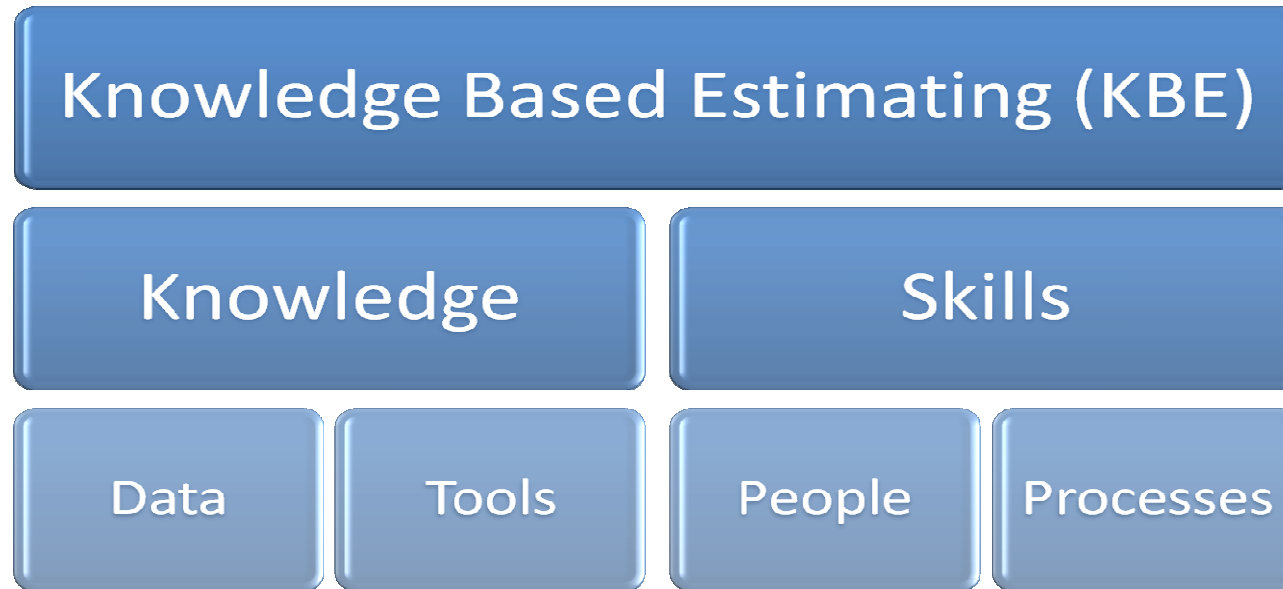 Knowledge Based Estimating (KBE)
Knowledge
Skills
Data
Tools
People
Processes